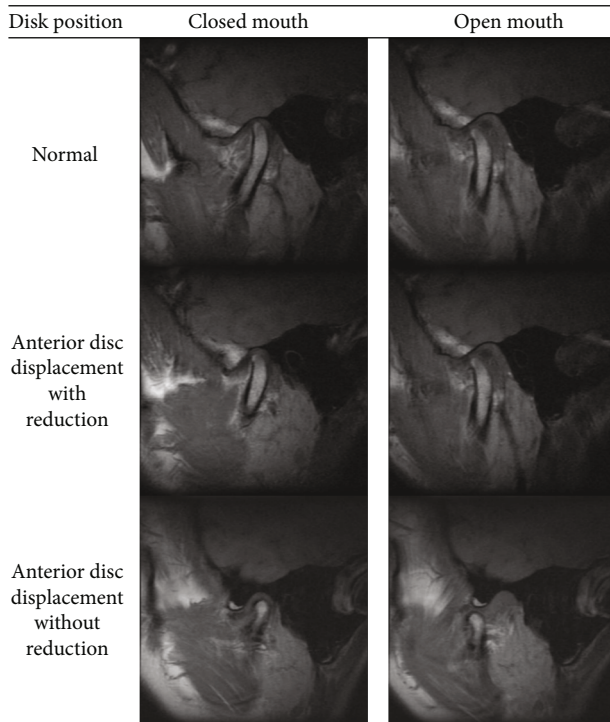 Disk position Closed mouth Open mouth
Normal
Anterior disc
displacement
with
reduction
Anterior disc
displacement
without
reduction